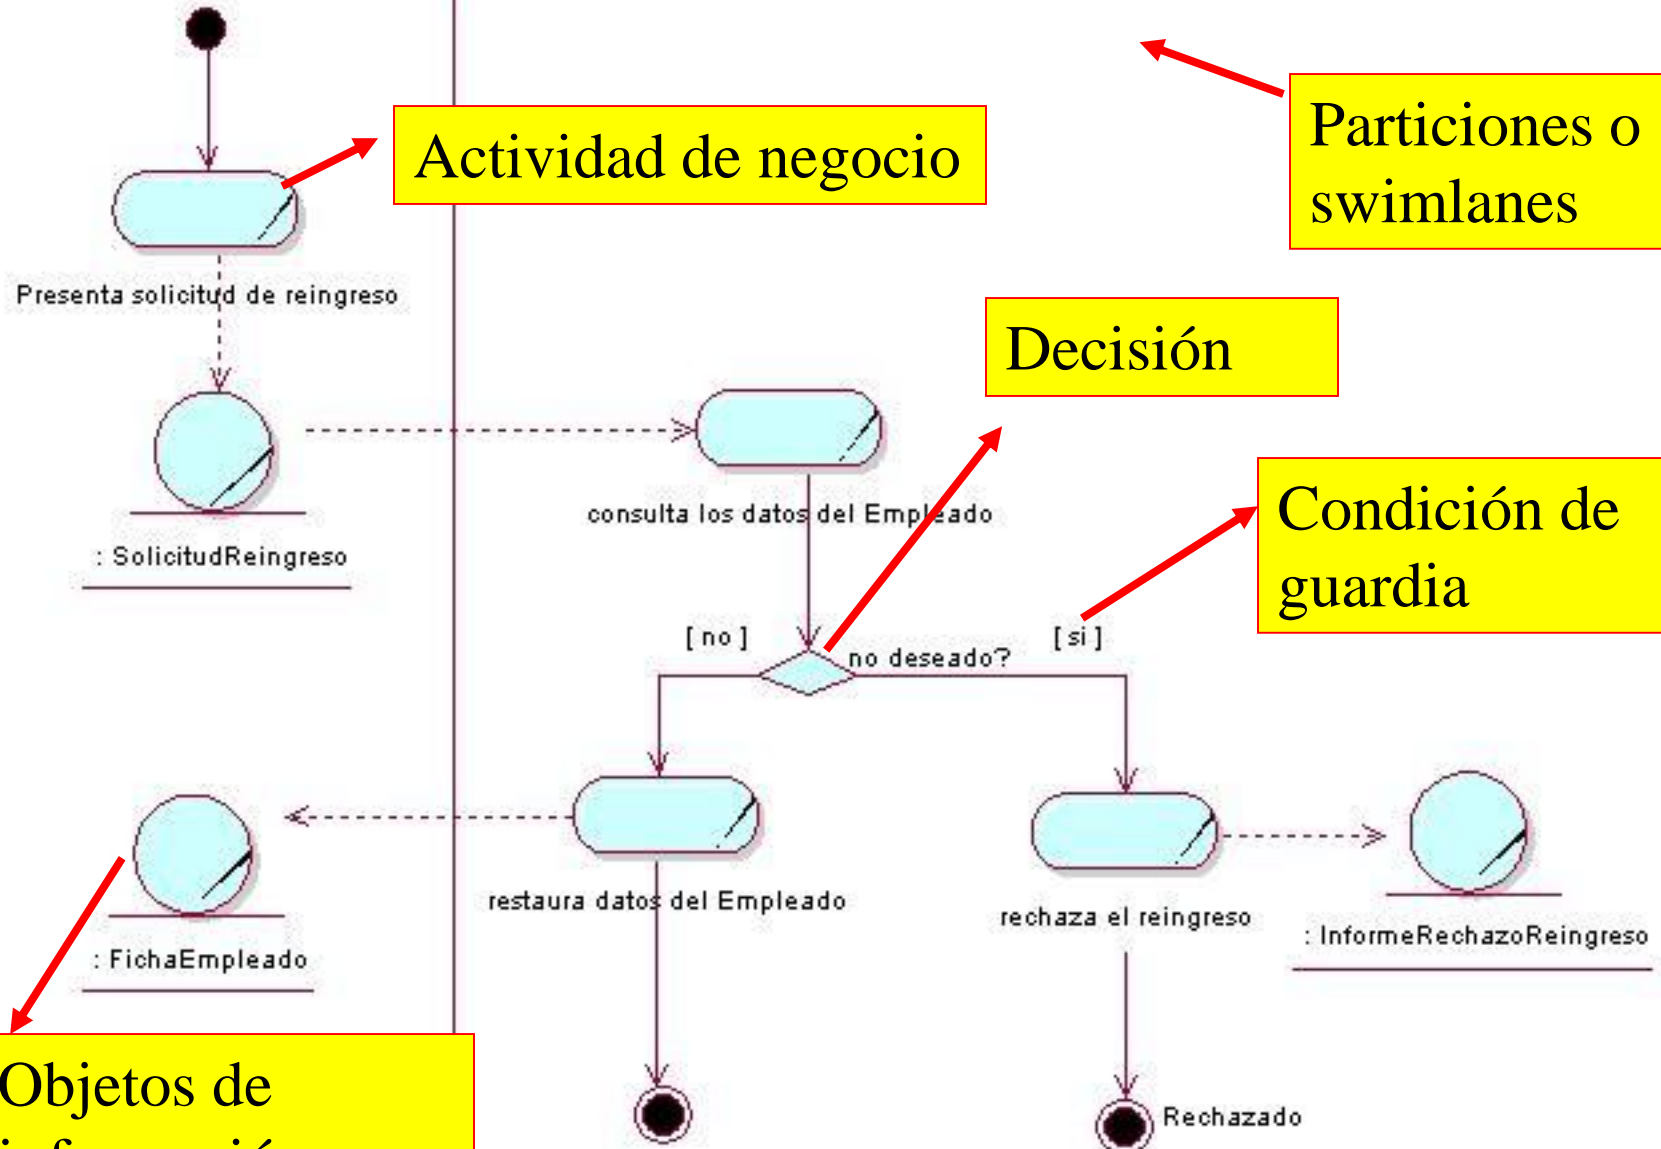 Particiones o
swimlanes
Actividad de negocio
Presenta solicitud de reingreso
Decisión
consulta los datos del Empleado
Condición de
guardia
: SolicitudReingreso
[ no ]
[ si ]
no deseado?
restaura datos del Empleado
rechaza el reingreso
: InformeRechazoReingreso
: FichaEmpleado
Objetos de
Rechazado